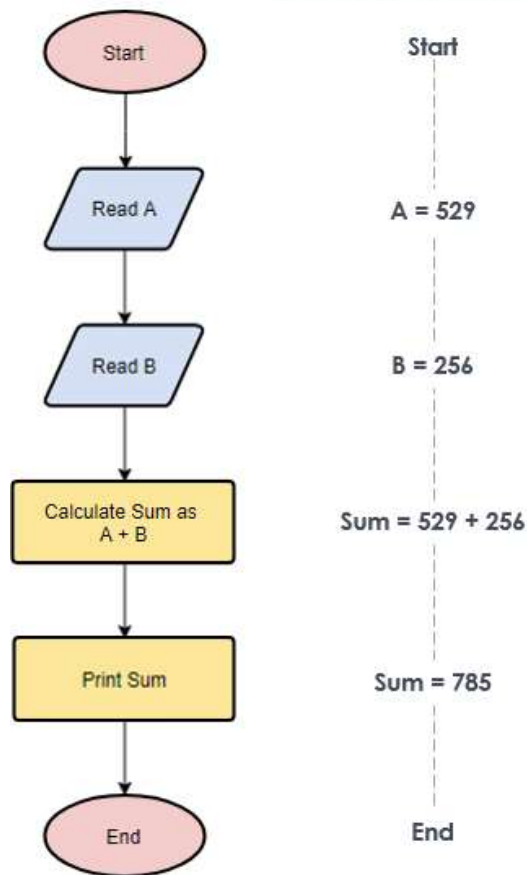 Start
Start
Read A
A = 529
Read B
B = 256
Calculate Sum as
A + B
Sum = 529 + 256
Print Sum
Sum = 785
End
End